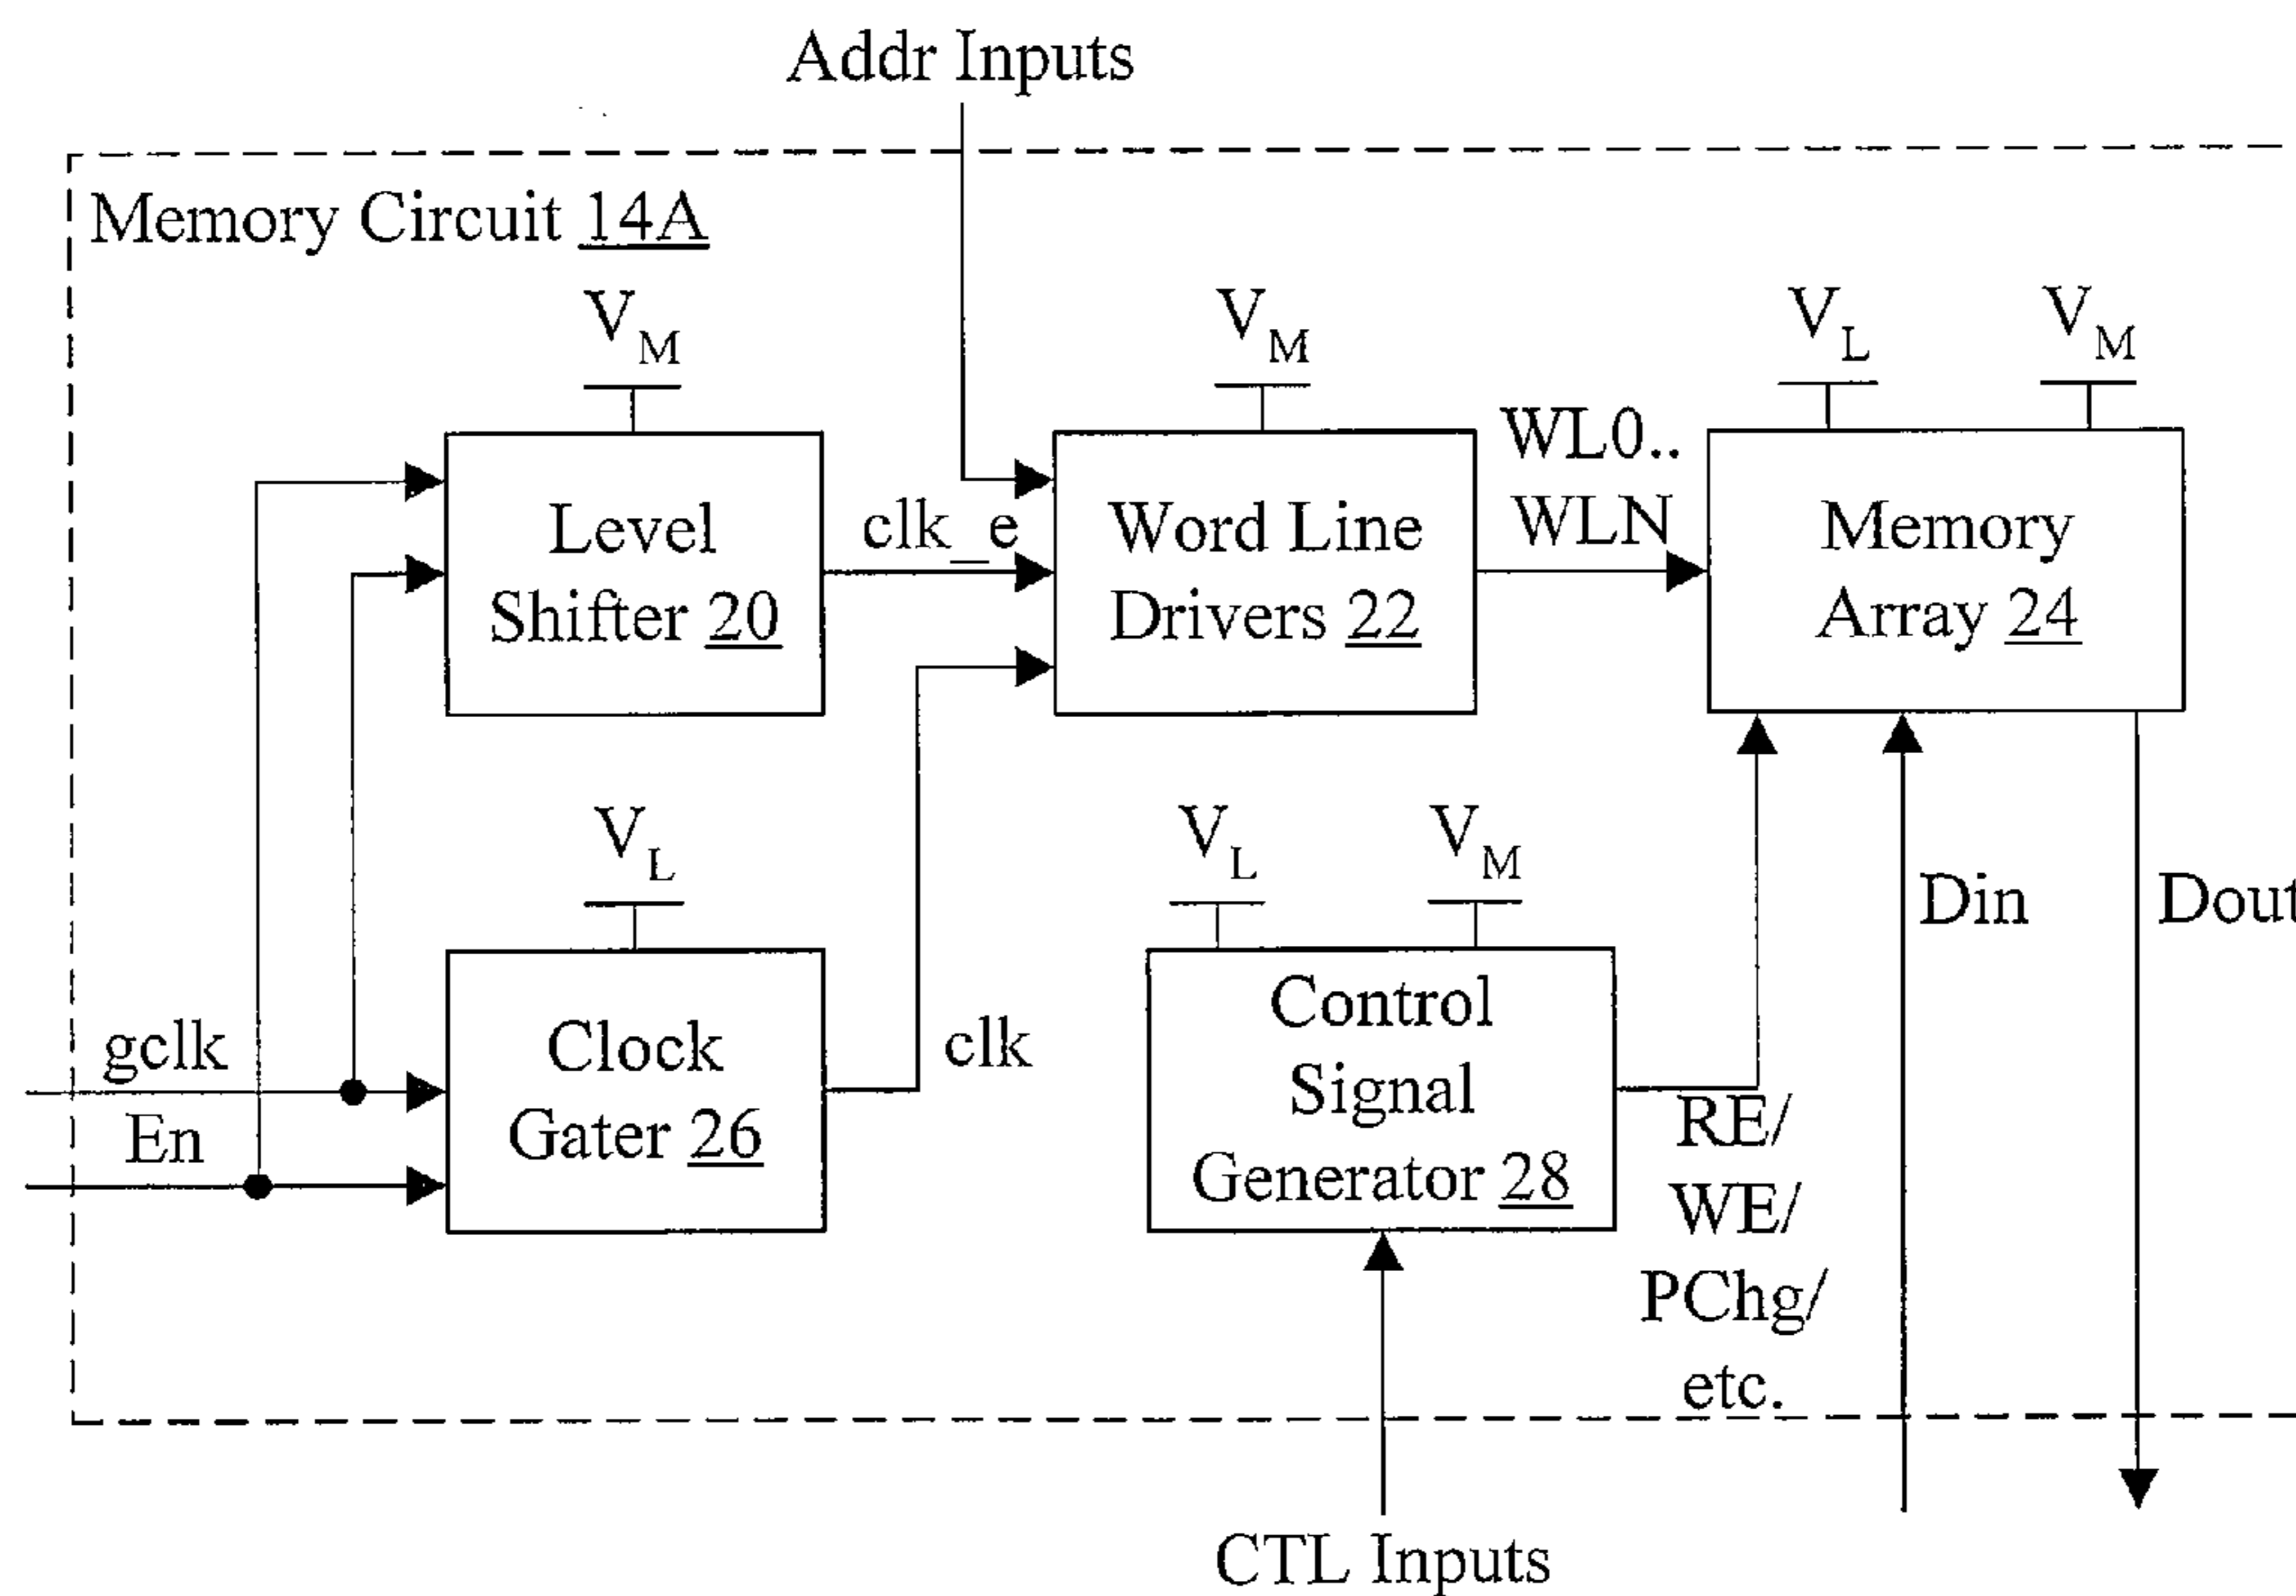 Addr Inputs
Memory Circuit 14A
VM
VM
VL
VM
Level
Shifter 20
clk_e
Word Line
Drivers 22
WL0..
WLN
Memory
Array 24
VL
VL
VM
gclk
En
Clock
Gater 26
clk
Control
Signal
Generator 28
RE/
WE/
PChg/
etc.
Din
Dout
CTL Inputs